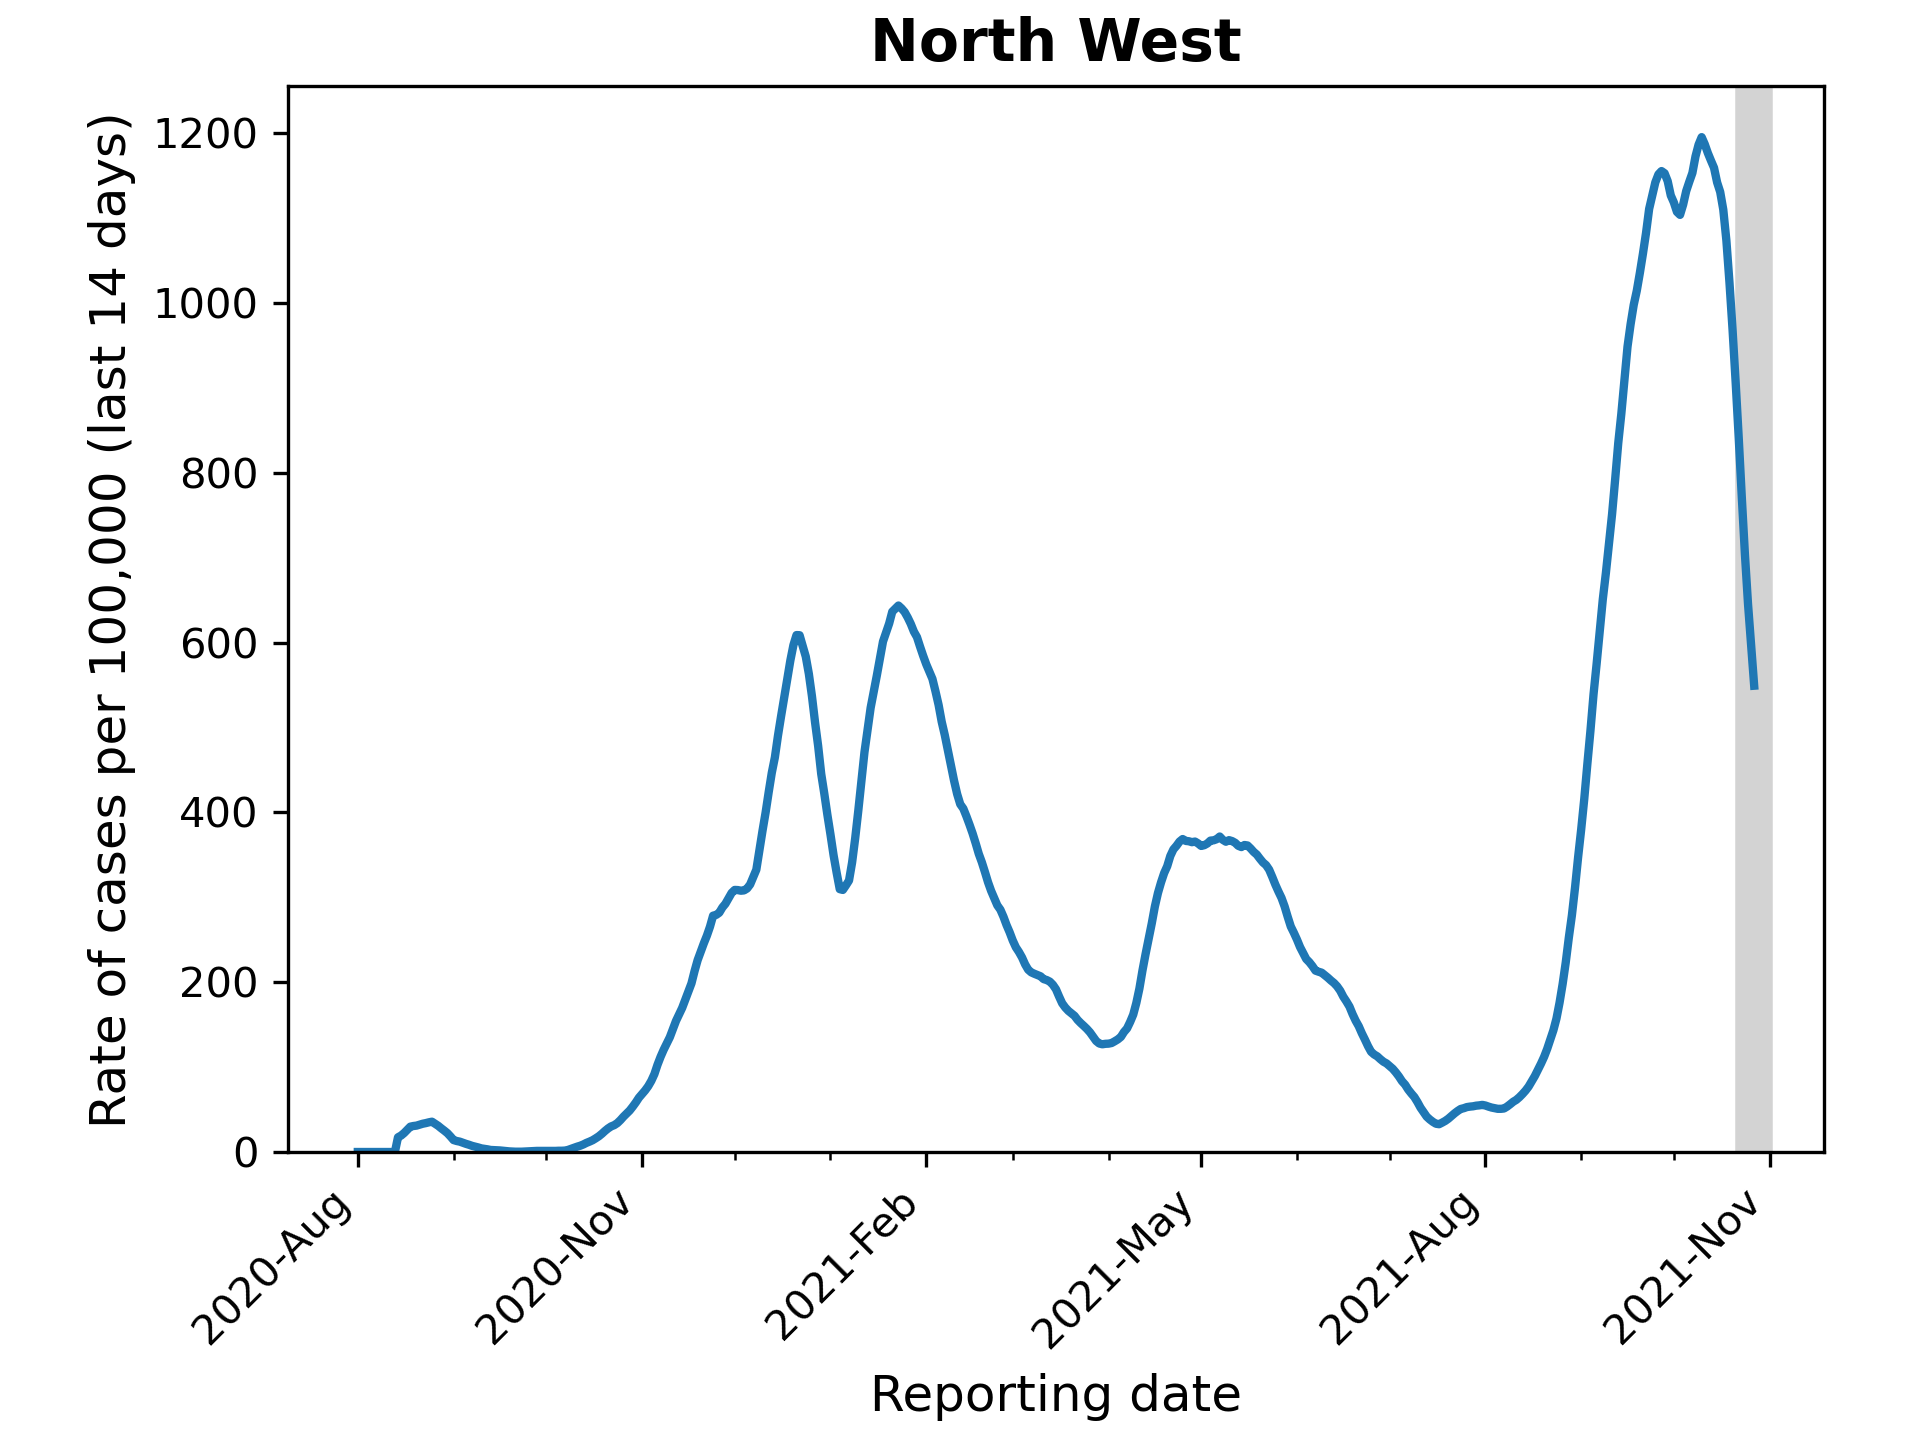 North West
Rate of cases per 100,000 (last 14 days)
1200
1000
800
600
400
200
0
2020-Aug
2020-Nov
2021-Feb
2021-May
2021-Aug
2021-Nov
Reporting date